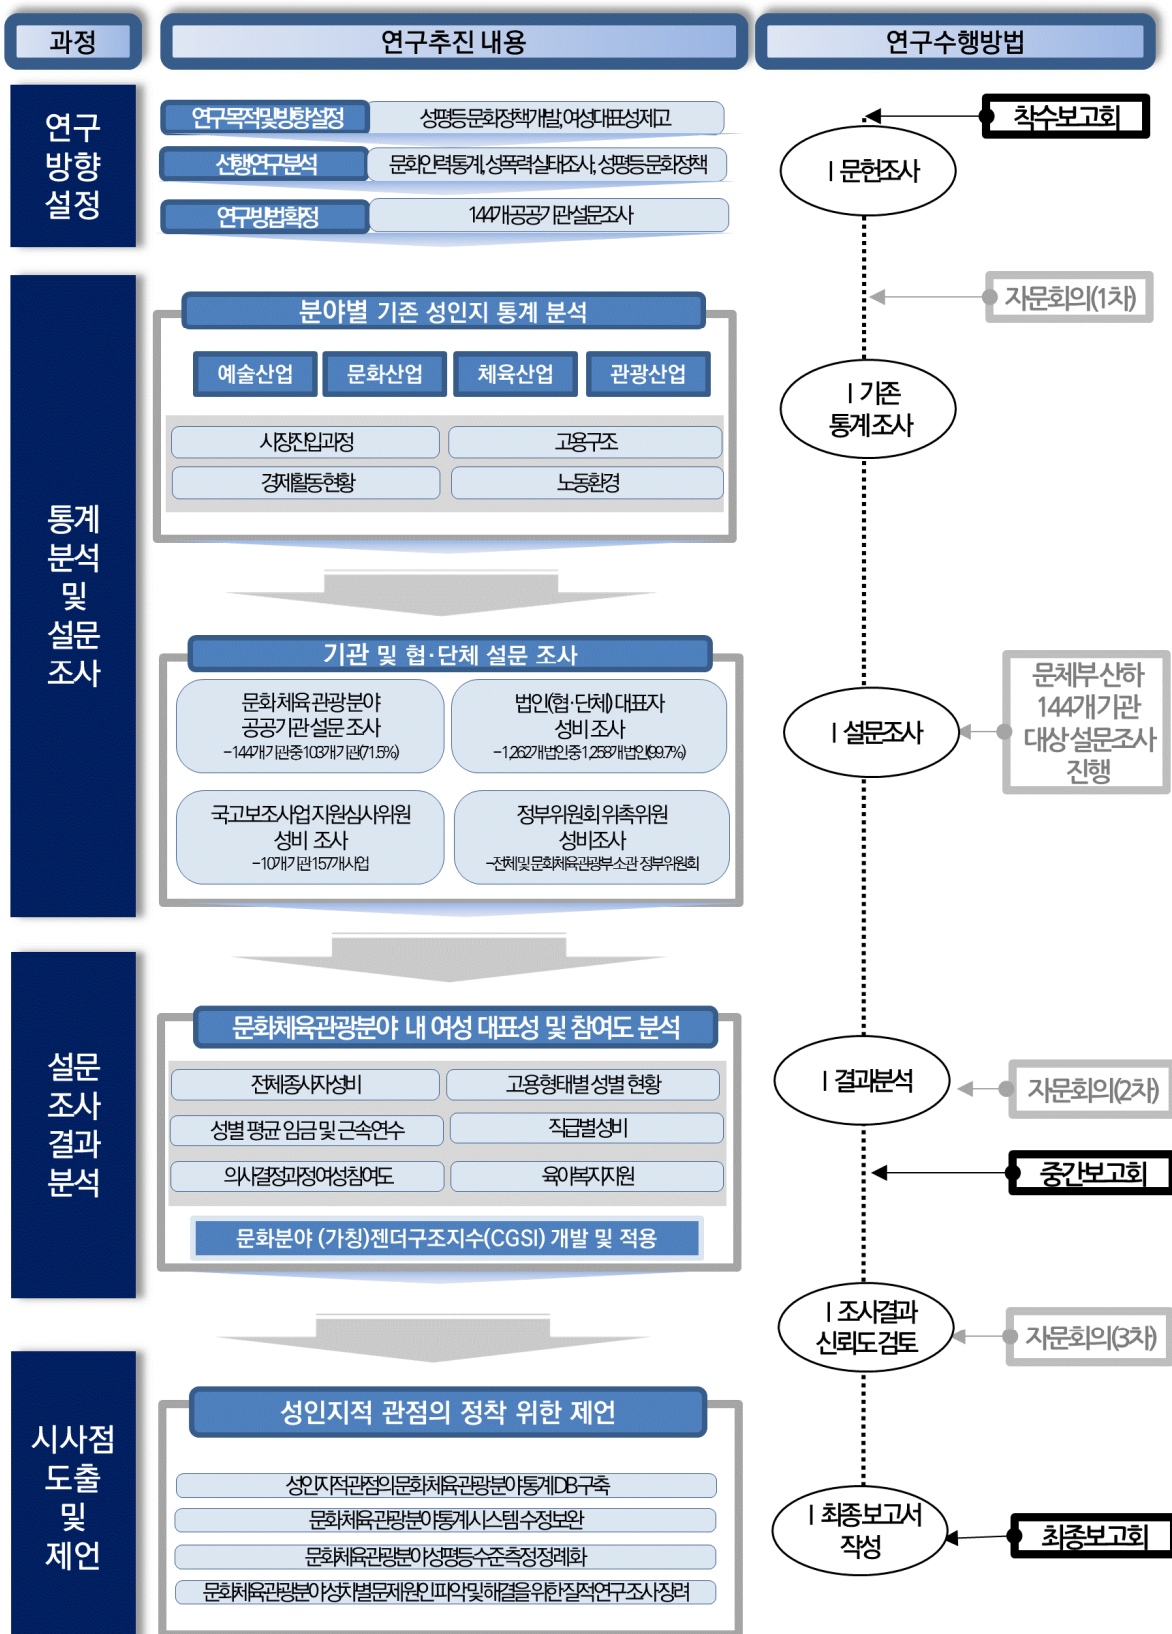 과정
연구추진 내용
연구수행방법
연구
방향
설정
연구목적및방향설정
성평등 문화정책개발, 여성대표성제고
선행연구분석
문화인력통계, 성폭력실태조사, 성평등 문화정책
연구방법확정
144개 공공기관 설문조사
착수보고회
ㅣ문헌조사
자문회의(1차)
통계
분석
및
설문
조사
분야별 기존 성인지 통계 분석
예술산업
문화산업
체육산업
관광산업
시장진입과정
고용구조
경제활동현황
노동환경
ㅣ기존
통계조사
기관 및 협·단체 설문 조사
문화체육 관광 분야
공공기관 설문 조사
-144개 기관중 103개 기관(71.5%)
법인(협·단체) 대표자
성비 조사
-1,262개 법인중 1,258개 법인(99.7%)
국고보조사업 지원심사위원
성비 조사
-10개 기관 157개 사업
정부위원회 위촉위원
성비조사
-전체 및 문화체육관광부 소관 정부위원회
ㅣ설문조사
문체부 산하
144개 기관
대상 설문조사
진행
설문
조사
결과
분석
문화체육관광분야 내 여성 대표성 및 참여도 분석
전체종사자성비
고용형태별 성별 현황
성별 평균 임금 및 근속연수
직급별성비
의사결정과정여성참여도
육아복지지원
문화분야 (가칭)젠더구조지수(CGSI) 개발 및 적용
ㅣ결과분석
자문회의(2차)
중간보고회
ㅣ조사결과
신뢰도 검토
자문회의(3차)
시사점
도출
및
제언
성인지적 관점의 정착 위한 제언
성인지적관점의 문화체육관광 분야 통계DB구축
문화체육관광분야 통계시스템 수정보완
문화체육관광분야 성평등 수준 측정 정례화
문화체육관광분야 성차별 문제 원인 파악 및 해결을 위한 질적 연구·조사 장려
ㅣ최종보고서
작성
최종보고회